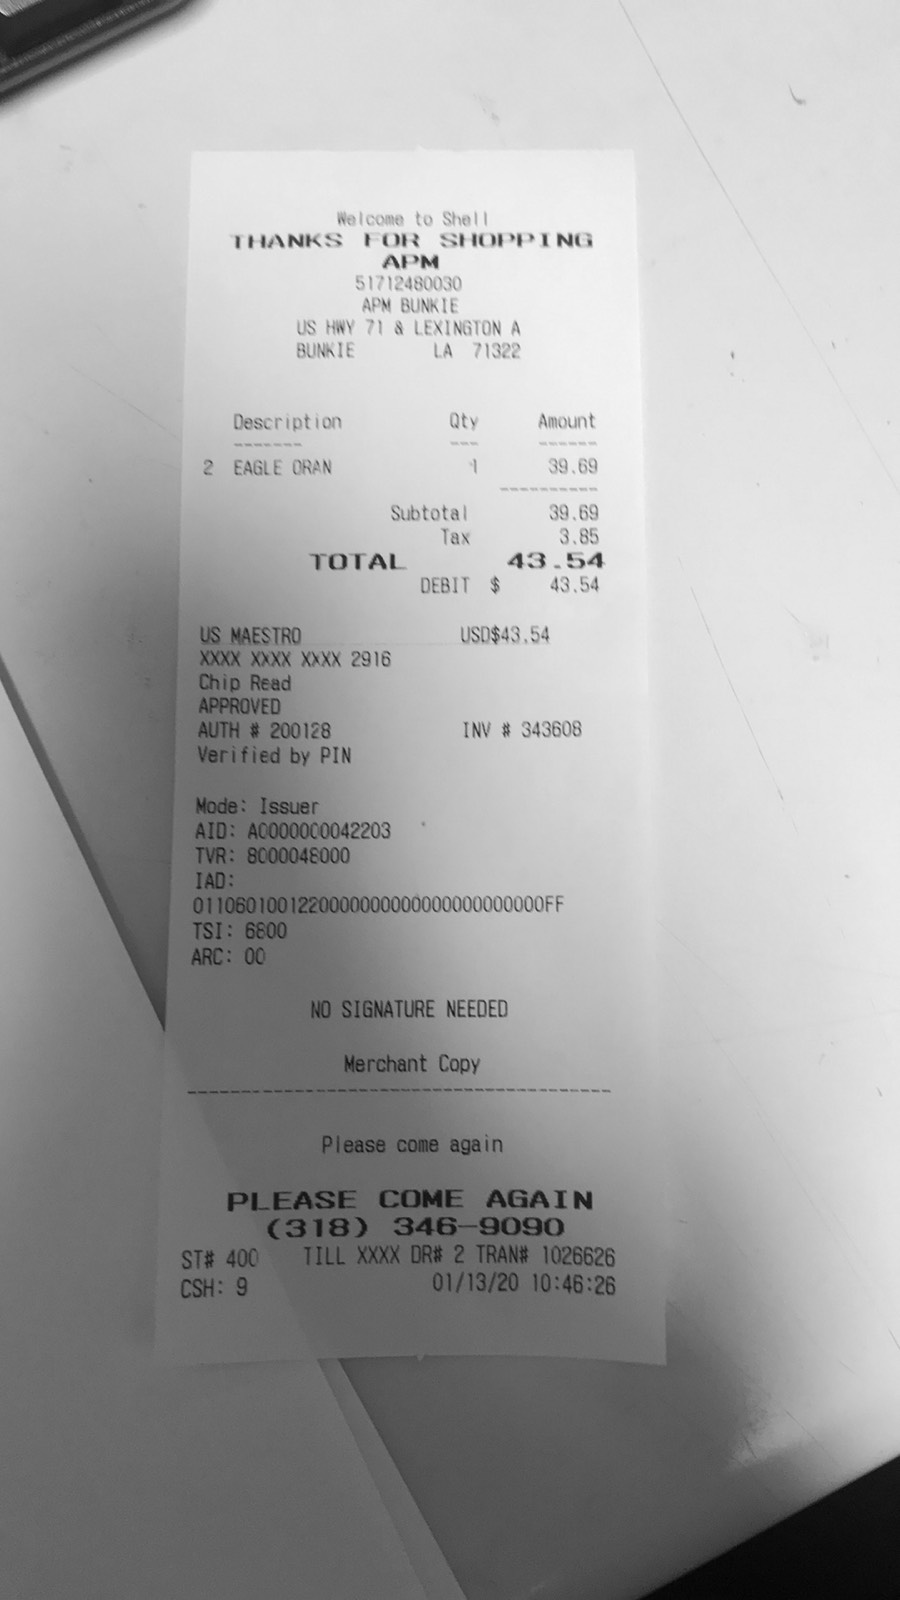 Welcome to Shell
THANKS FOR SHOPPING
APM
51712480030
APM BUNKIE
US HWY 71 & LEXINGTON A
BUNKIE LA 71322
Description Qty Amount
------- --- ------
2 EAGLE ORAN 1 39.69
----------
Subtotal 39.69
Tax 3.85
TOTAL 43.54
DEBIT $ 43.54
US MAESTRO USD$43.54
XXXX XXXX XXXX 2916
Chip Read
APPROVED
AUTH # 200128 INV # 343608
Verified by PIN
Mode: Issuer
AID: A0000000042203
TVR: 8000048000
IAD:
0110601001220000000000000000000000FF
TSI: 6800
ARC: 00
NO SIGNATURE NEEDED
Merchant Copy
-----------------------------------------
Please come again
PLEASE COME AGAIN
(318) 346-9090
ST# 400 TILL XXXX DR# 2 TRAN# 1026626
CSH: 9 01/13/20 10:46:26